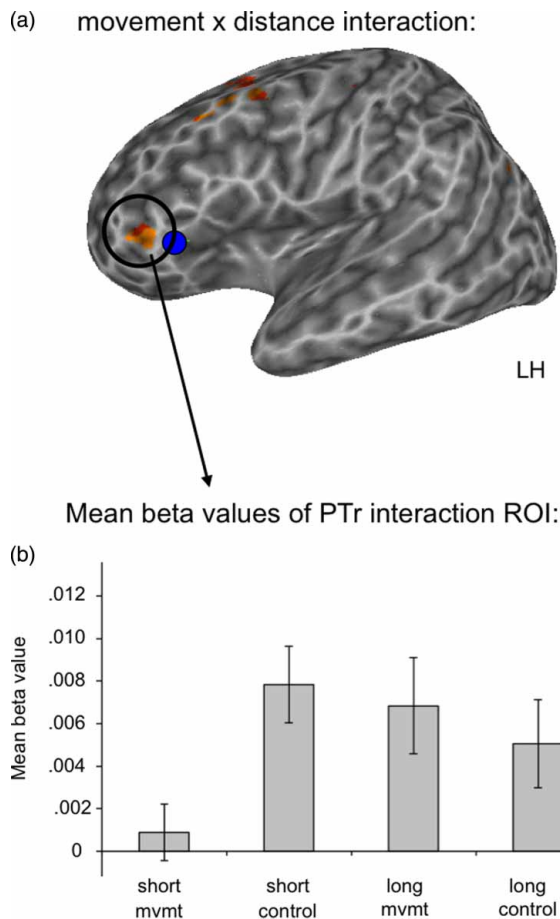 (a)
movement x distance interaction:
LH
Mean beta values of PTr interaction ROI:
(b)
Mean beta value
.012
.010
.008
.006
.004
.002
0
short
mvmt
short
control
long
mvmt
long
control